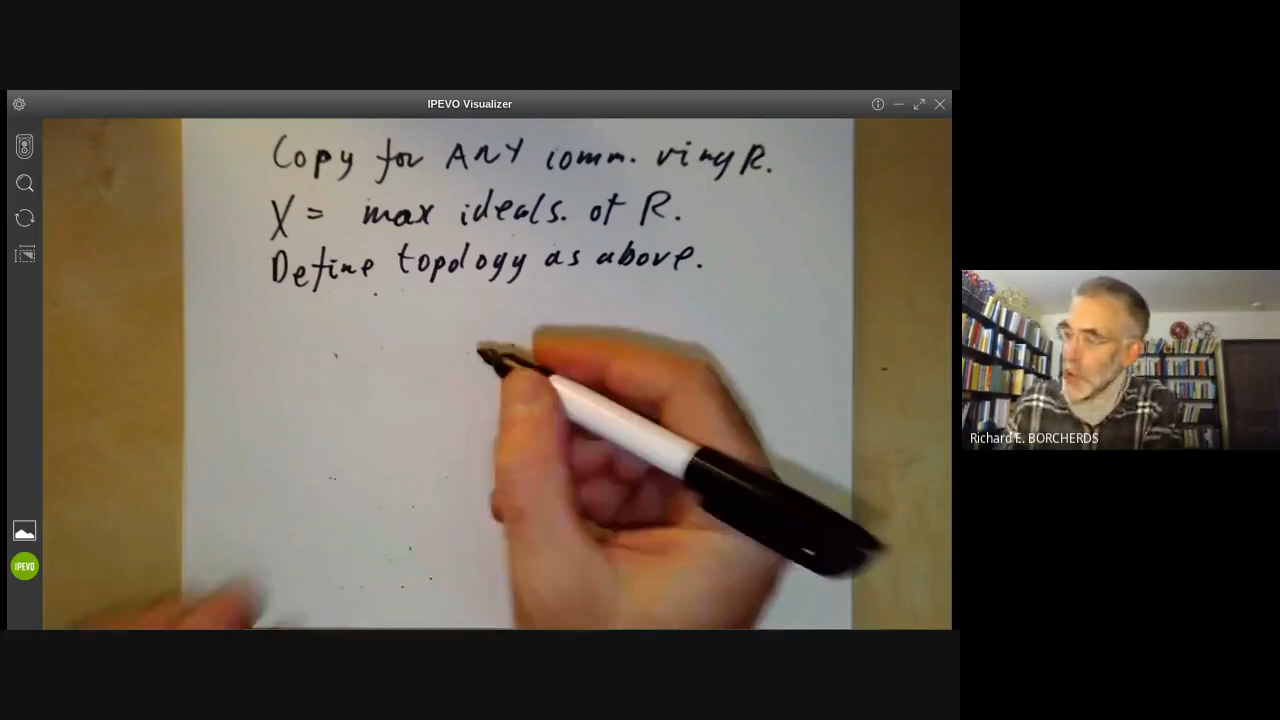 IPEVO Visualizer
Copy for ANY comm. ring R.
X = max ideals. of R.
Define topology as above.
IPEVO
Richard E. BORCHERDS